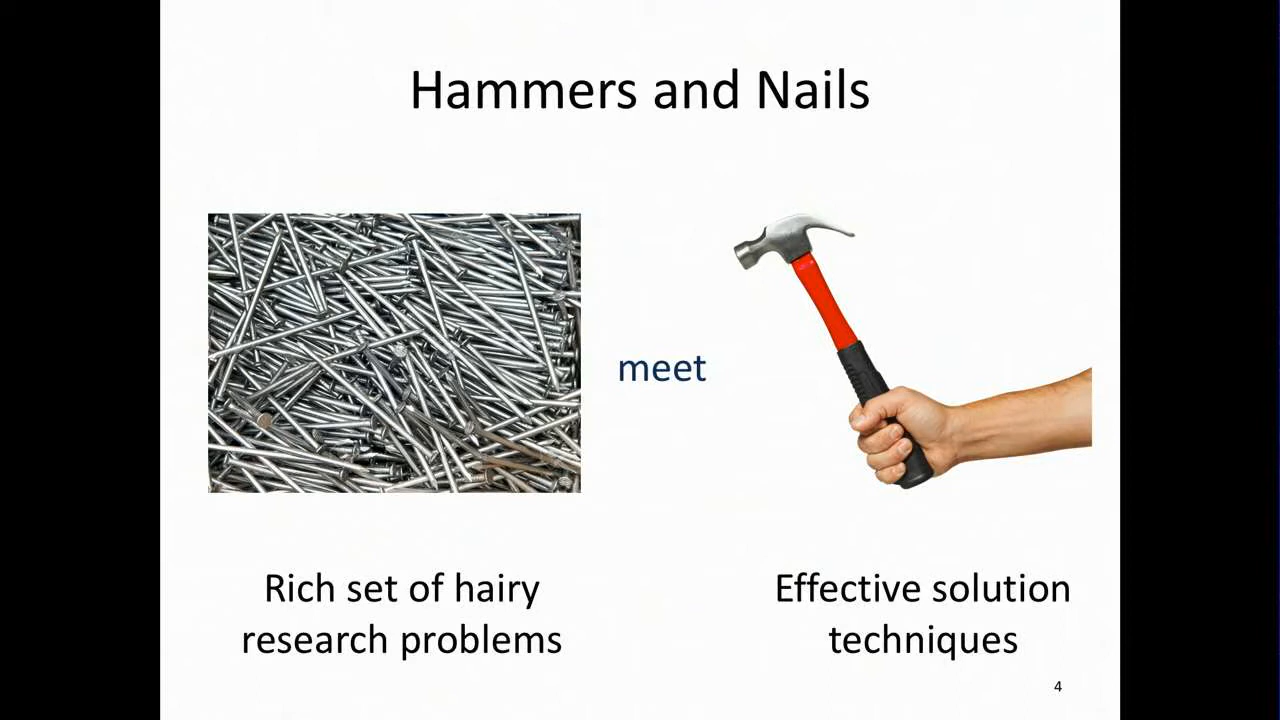 Hammers and Nails
meet
Rich set of hairy
research problems
Effective solution
techniques
4